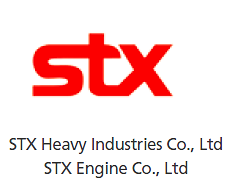 stx
STX Heavy Industries Co., Ltd
STX Engine Co., Ltd